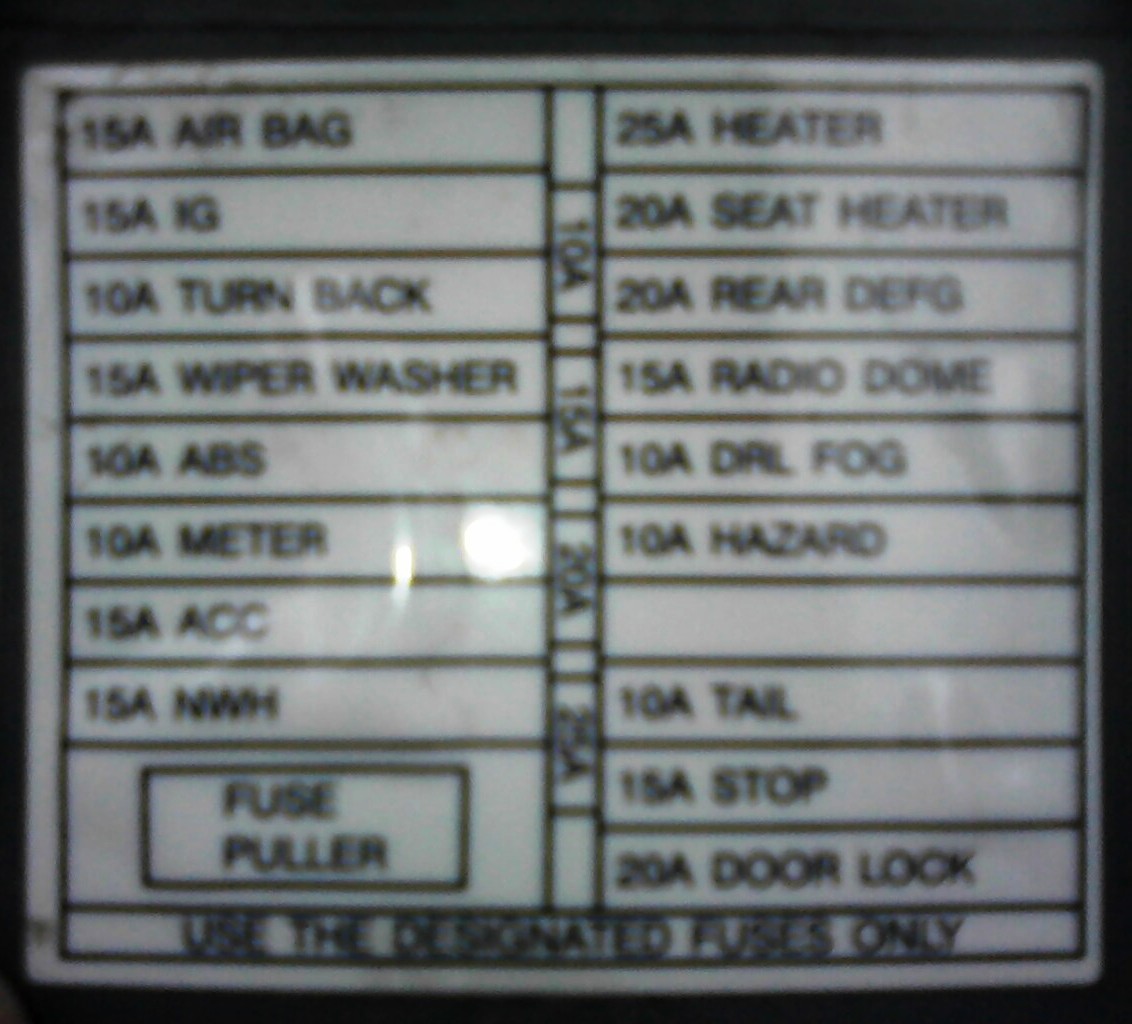 15A AIR BAG
15A IG
10A TURN BACK
15A WIPER WASHER
10A ABS
10A METER
15A ACC
15A NWH
FUSE
PULLER
10A
15A
20A
25A
25A HEATER
20A SEAT HEATER
20A REAR DEFG
15A RADIO DOME
10A DRL FOG
10A HAZARD
10A TAIL
15A STOP
20A DOOR LOCK
USE THE DESIGNATED FUSES ONLY